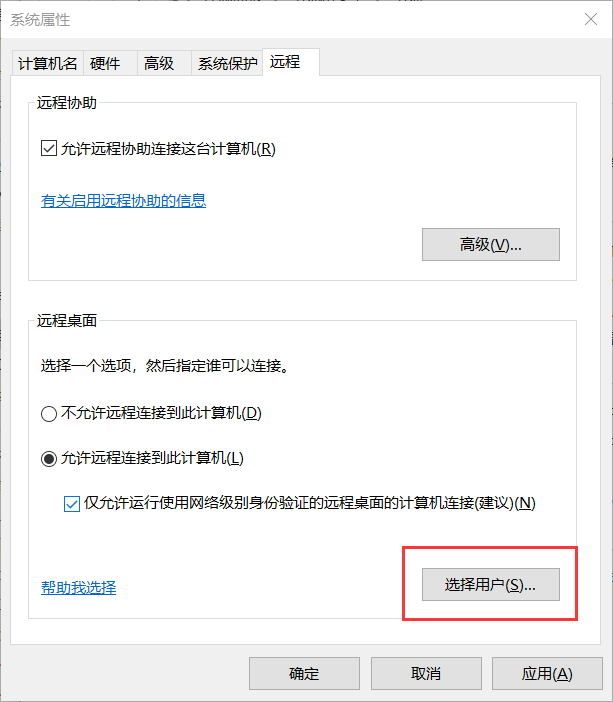 系统属性
计算机名 硬件 高级 系统保护 远程
远程协助
允许远程协助连接这台计算机(R)
有关启用远程协助的信息
高级(V)...
远程桌面
选择一个选项，然后指定谁可以连接。
不允许远程连接到此计算机(D)
允许远程连接到此计算机(L)
仅允许运行使用网络级别身份验证的远程桌面的计算机连接(建议)(N)
帮助我选择
选择用户(S)...
确定 取消 应用(A)